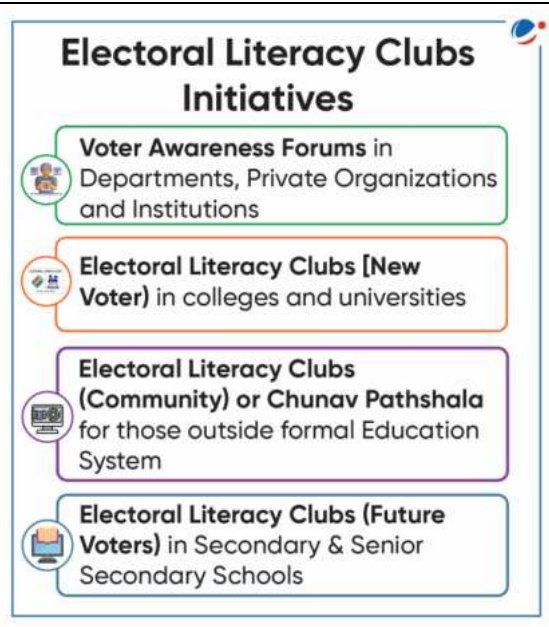 Electoral Literacy Clubs
Initiatives
Voter Awareness Forums in
Departments, Private Organizations
and Institutions
Electoral Literacy Clubs [New
Voter) in colleges and universities
Electoral Literacy Clubs
(Community) or Chunav Pathshala
for those outside formal Education
System
Electoral Literacy Clubs (Future
Voters) in Secondary & Senior
Secondary Schools